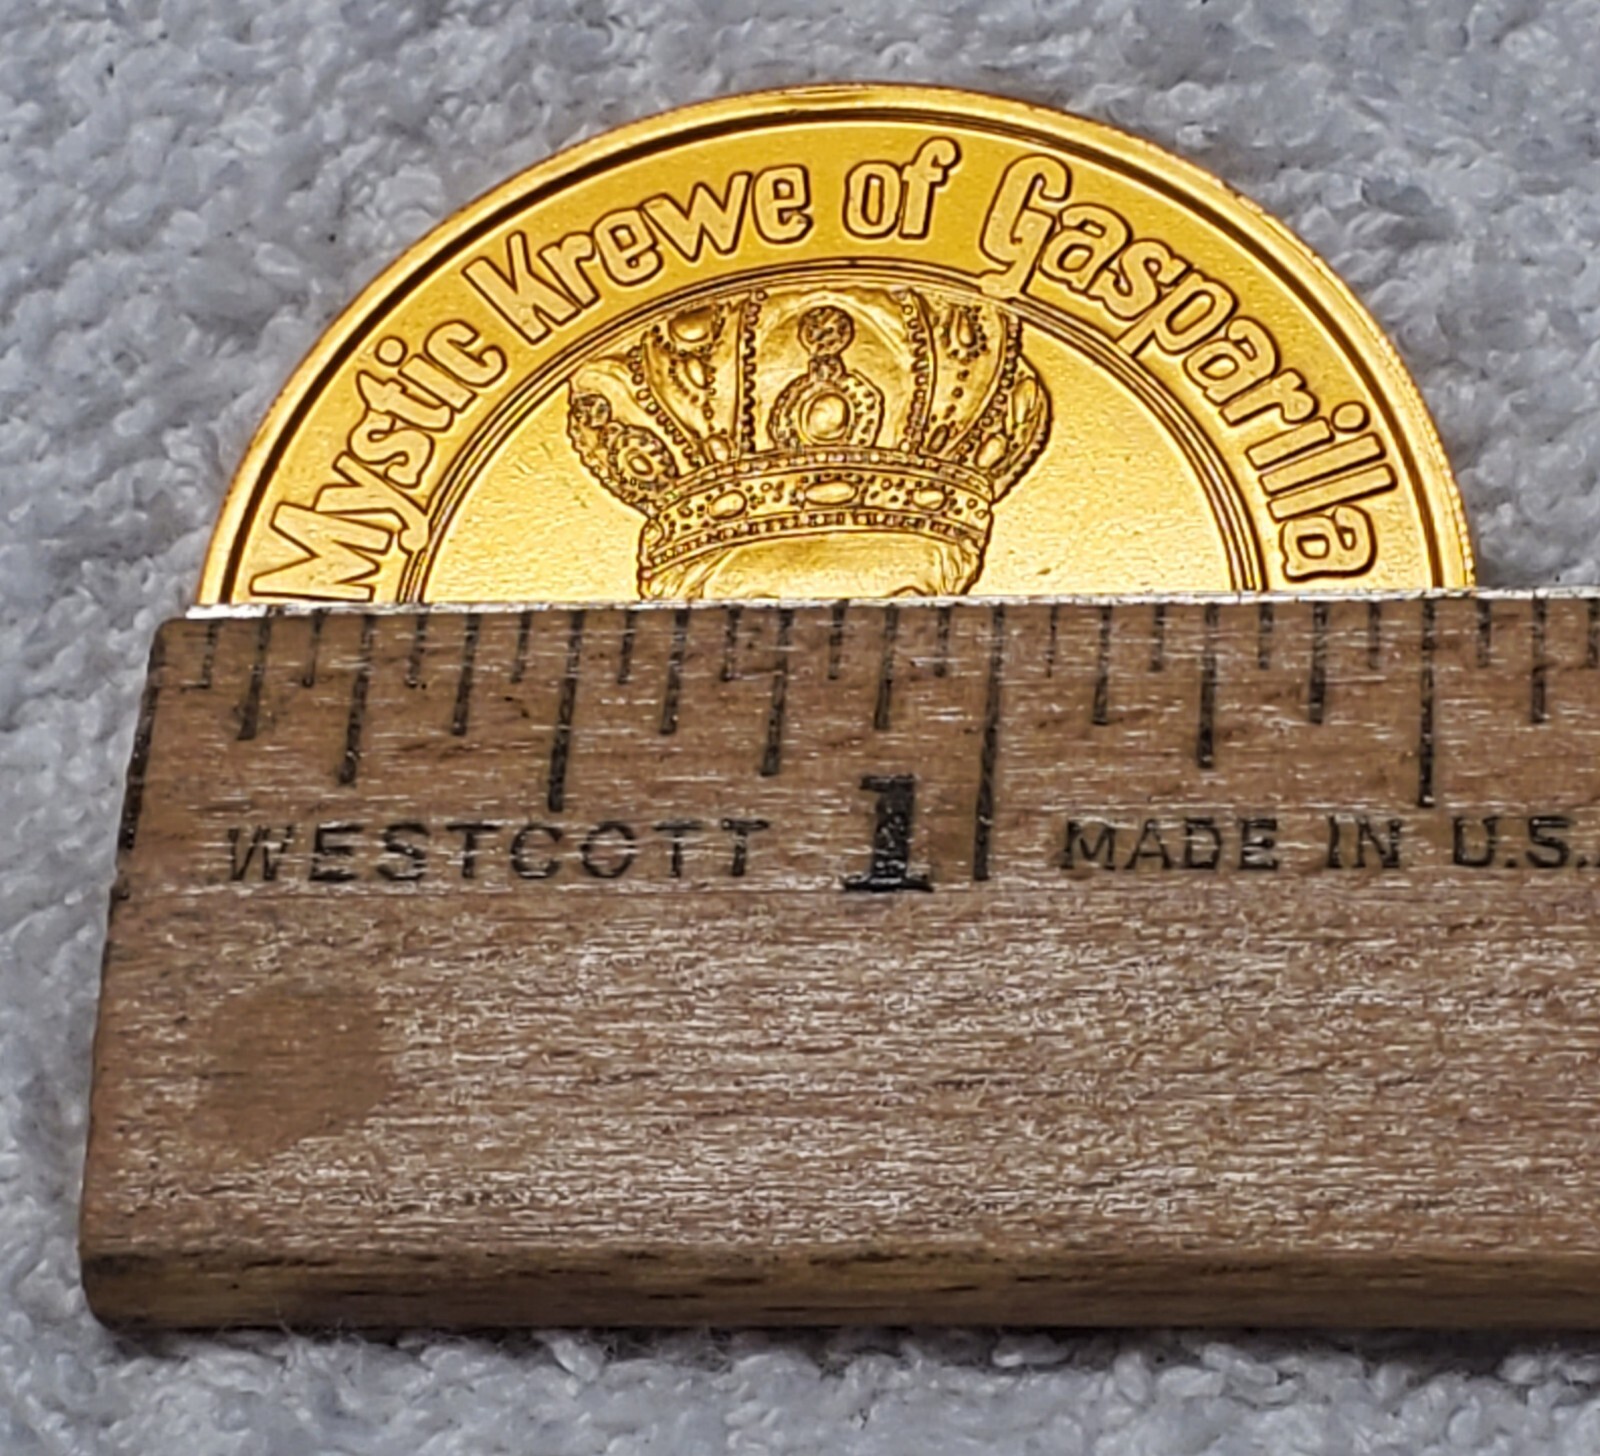 Mystic Krewe of Gasparilla
WESTCOTT 1 MADE IN U.S.